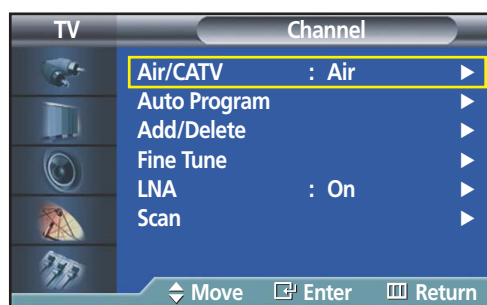 TV Channel
Air/CATV : Air
Auto Program
Add/Delete
Fine Tune
LNA : On
Scan
Move Enter Return